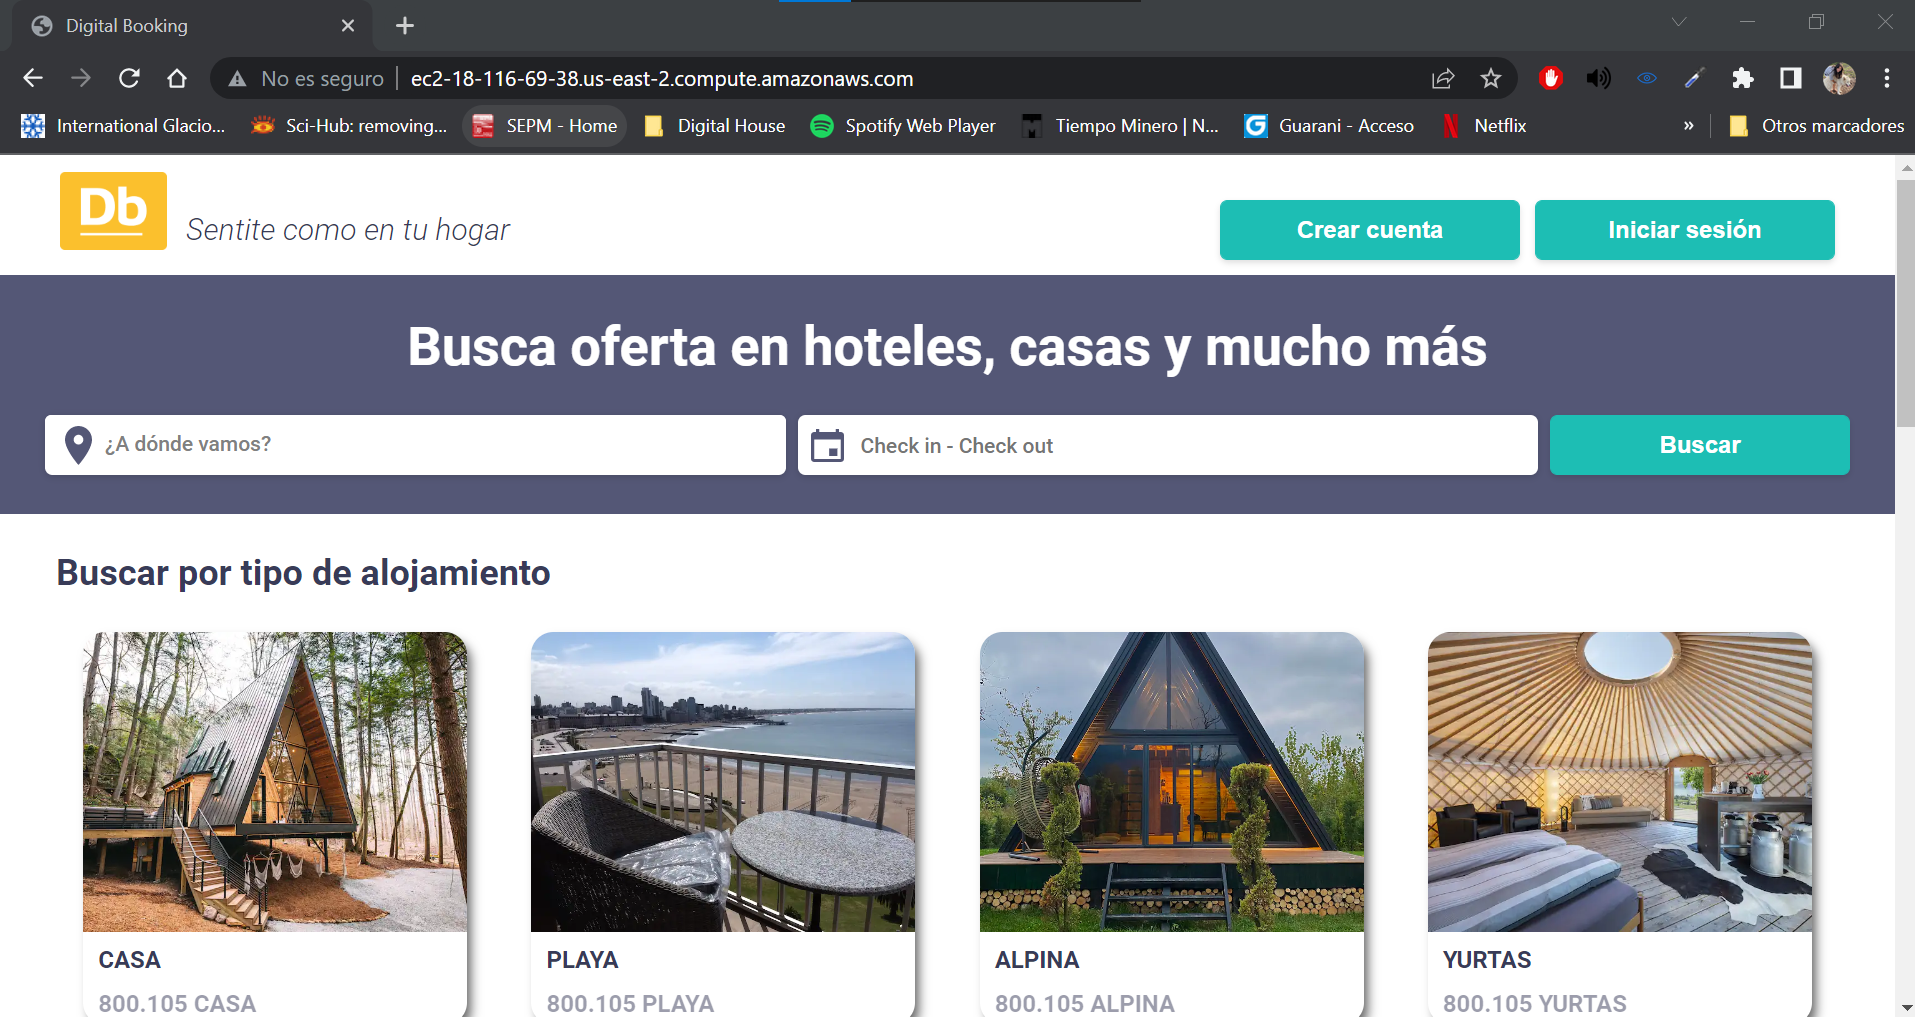 Digital Booking
No es seguro ec2-18-116-69-38.us-east-2.compute.amazonaws.com
International Glacio... Sci-Hub: removing... SEPM - Home Digital House Spotify Web Player Tiempo Minero | N... Guarani - Acceso Netflix » Otros marcadores
Db Sentite como en tu hogar Crear cuenta Iniciar sesión
Busca oferta en hoteles, casas y mucho más
¿A dónde vamos? Check in - Check out Buscar
Buscar por tipo de alojamiento
CASA PLAYA ALPINA YURTAS
800.105 CASA 800.105 PLAYA 800.105 ALPINA 800.105 YURTAS